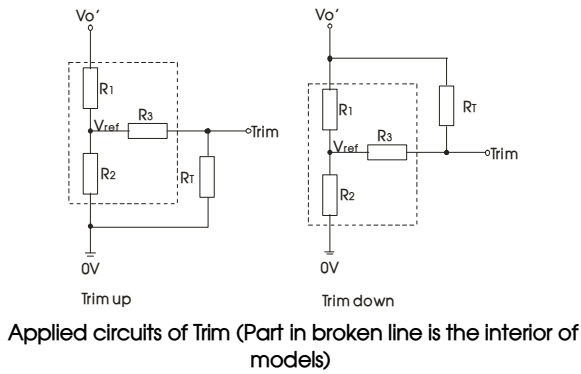 Vo′
R1
Vref
R3
Trim
R2
RT
0V
Trim up
Vo′
R1
RT
Vref
R3
Trim
R2
0V
Trim down
Applied circuits of Trim (Part in broken line is the interior of
models)